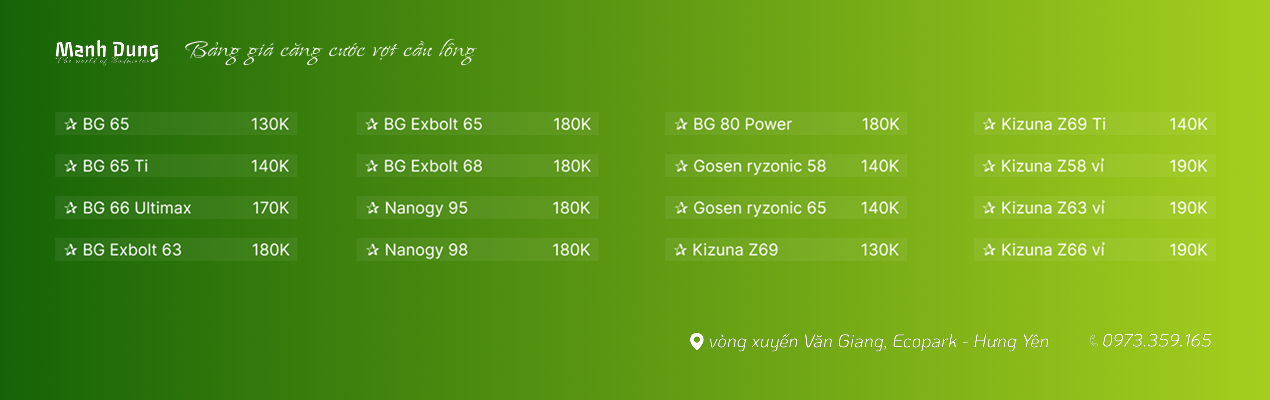 Manh Dung
The world of Badminton
Bảng giá căng cước vợt cầu lông
✰ BG 65 130K
✰ BG 65 Ti 140K
✰ BG 66 Ultimax 170K
✰ BG Exbolt 63 180K
✰ BG Exbolt 65 180K
✰ BG Exbolt 68 180K
✰ Nanogy 95 180K
✰ Nanogy 98 180K
✰ BG 80 Power 180K
✰ Gosen ryzonic 58 140K
✰ Gosen ryzonic 65 140K
✰ Kizuna Z69 130K
✰ Kizuna Z69 Ti 140K
✰ Kizuna Z58 vỉ 190K
✰ Kizuna Z63 vỉ 190K
✰ Kizuna Z66 vỉ 190K
vòng xuyến Văn Giang, Ecopark - Hưng Yên
0973.359.165